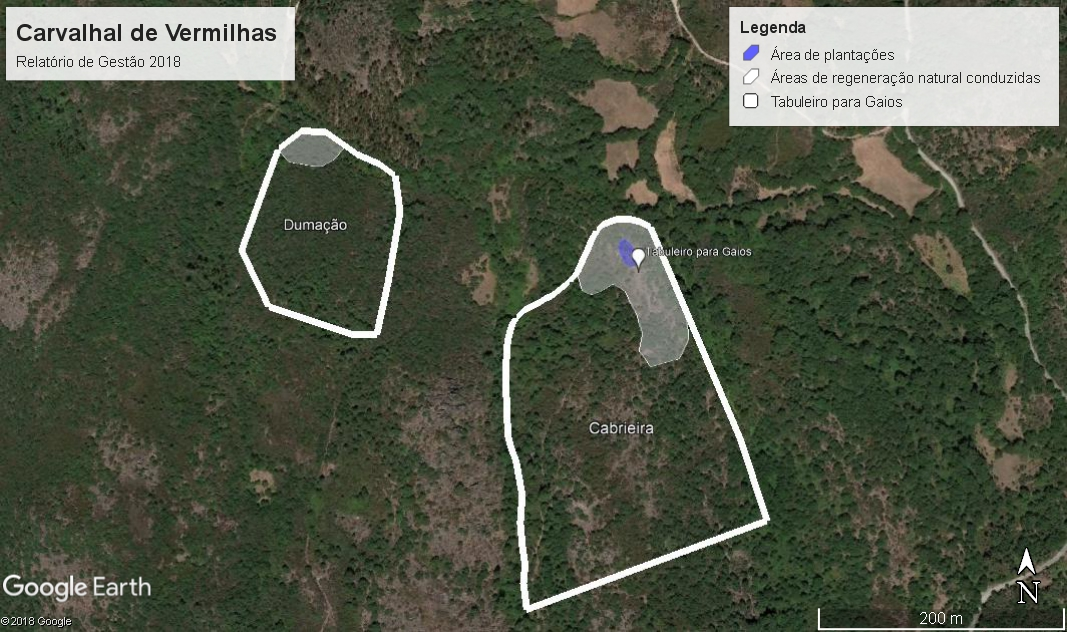 Carvalhal de Vermilhas
Relatório de Gestão 2018
Legenda
Área de plantações
Áreas de regeneração natural conduzidas
Tabuleiro para Gaios
Dumação
Tabuleiro para Gaios
Cabrieira
Google Earth
©2018 Google
N
200 m